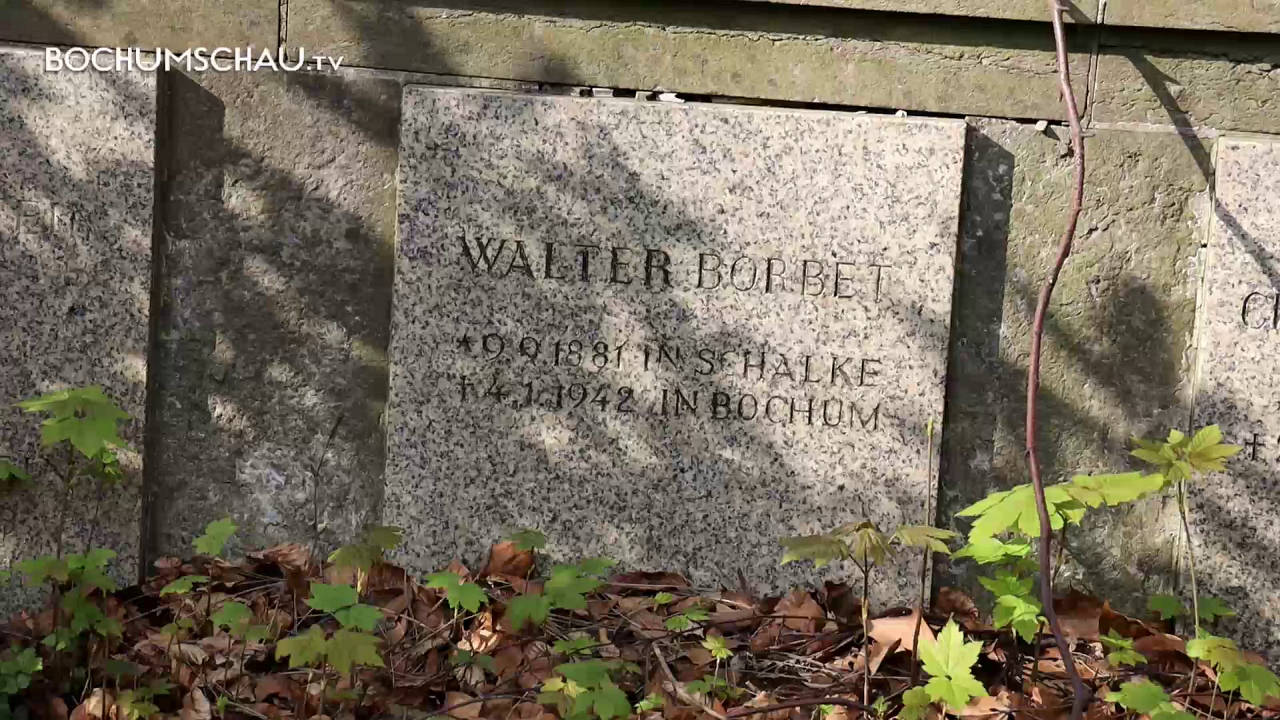 BOCHUMSCHAU.tv
WALTER BORBET
*9.9.1881 IN SCHALKE
†4.1.1942 IN BOCHUM